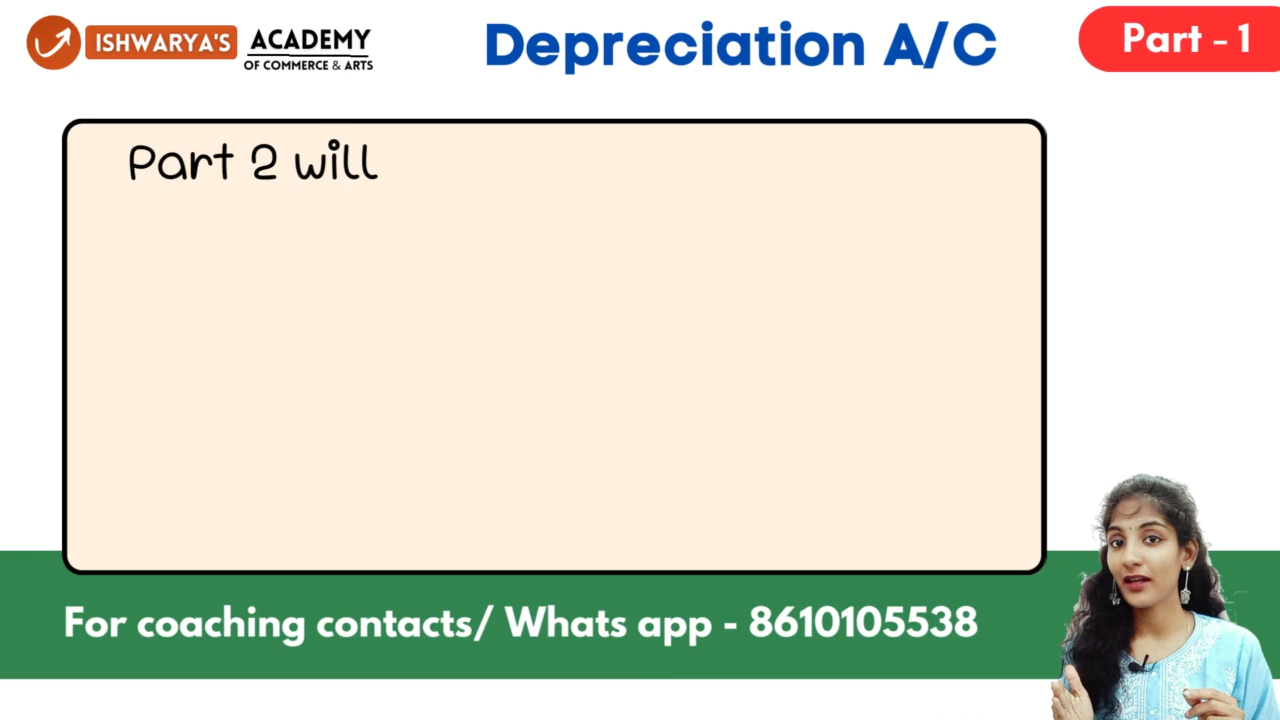 ISHWARYA'S ACADEMY
OF COMMERCE & ARTS
Depreciation A/C
Part - 1
Part 2 will
For coaching contacts/ Whats app - 8610105538